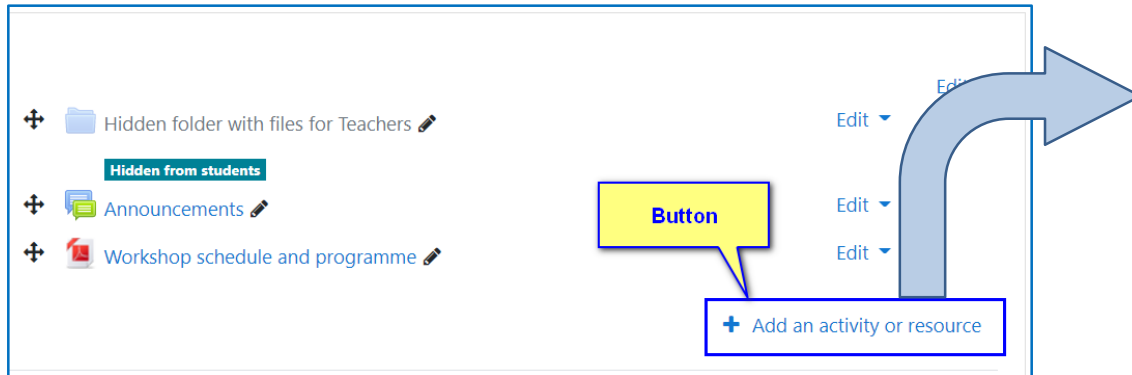 Hidden folder with files for Teachers Edit
Hidden from students
Announcements Edit
Button
Workshop schedule and programme Edit
+ Add an activity or resource